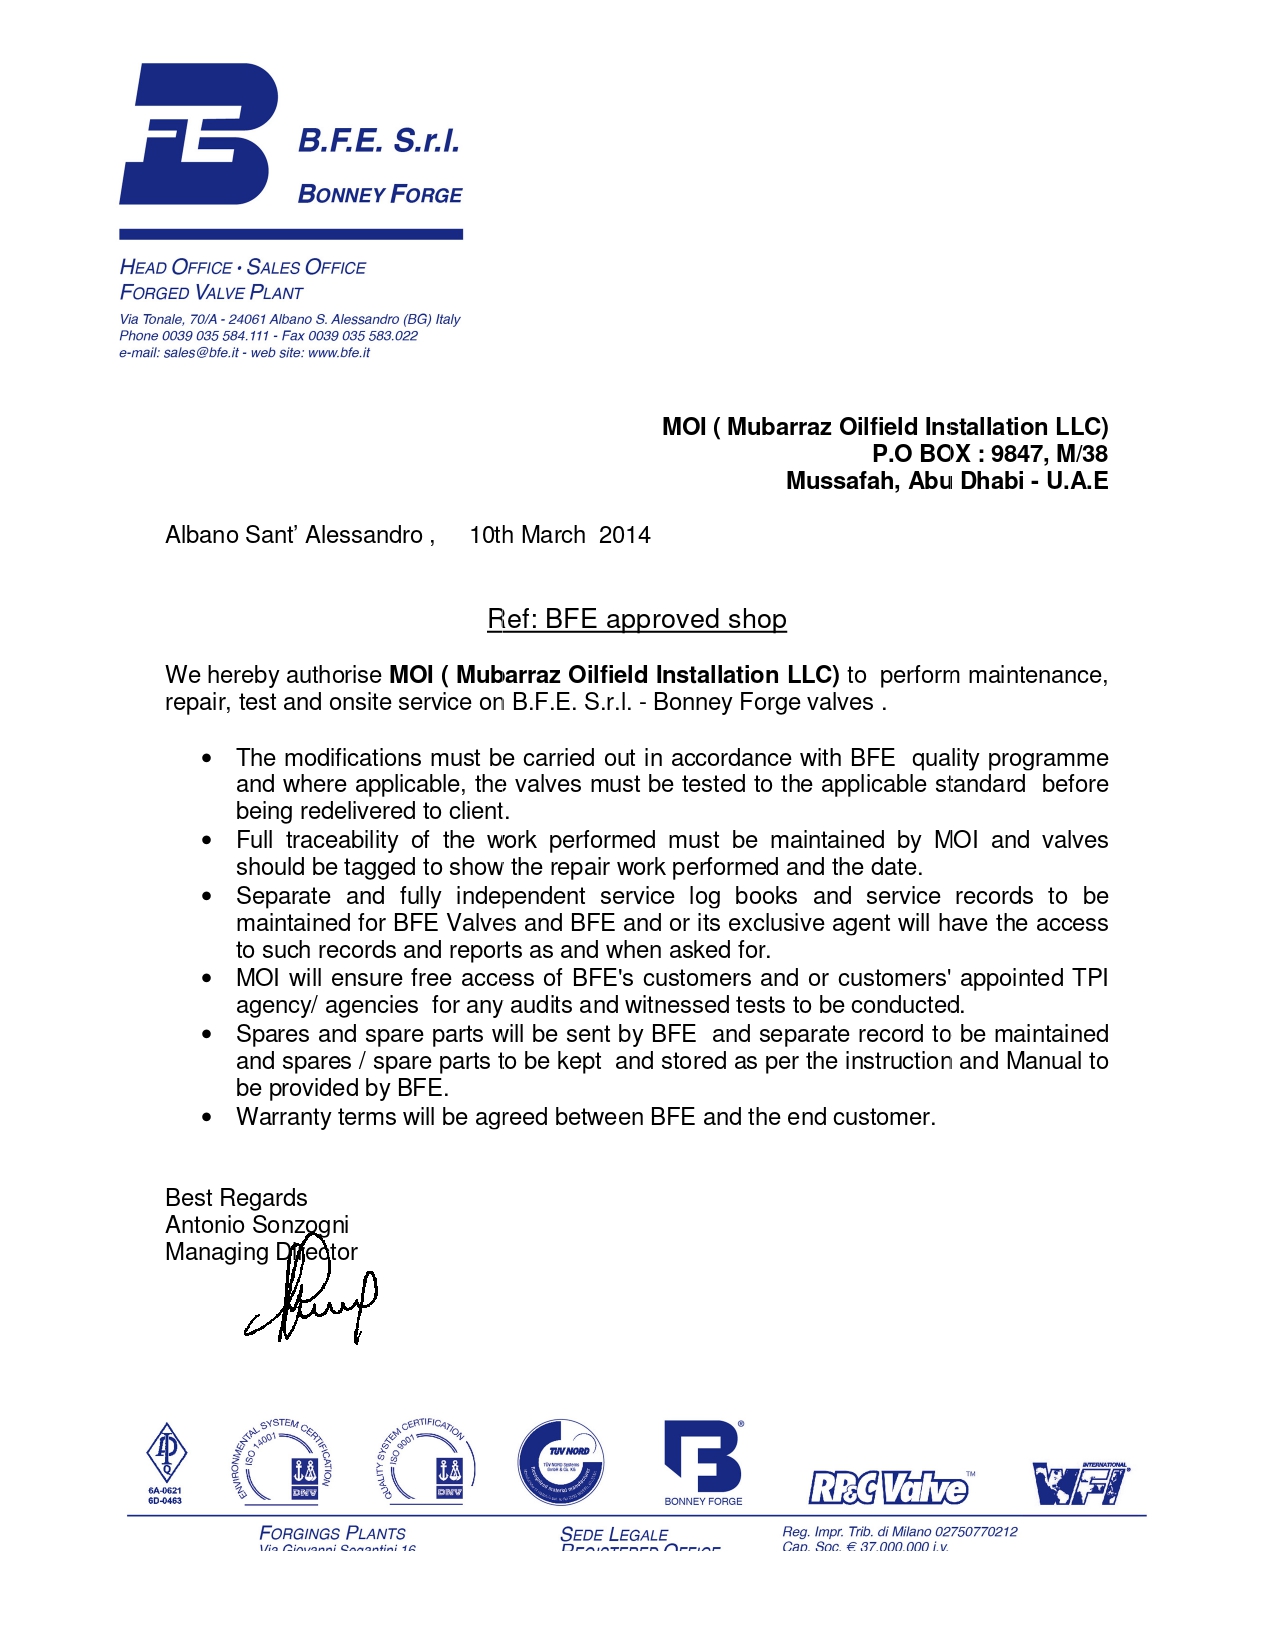 B.F.E. S.r.l.
BONNEY FORGE
HEAD OFFICE • SALES OFFICE
FORGED VALVE PLANT
Via Tonale, 70/A - 24061 Albano S. Alessandro (BG) Italy
Phone 0039 035 584.111 - Fax 0039 035 583.022
e-mail: sales@bfe.it - web site: www.bfe.it
MOI ( Mubarraz Oilfield Installation LLC)
P.O BOX : 9847, M/38
Mussafah, Abu Dhabi - U.A.E
Albano Sant’ Alessandro , 10th March 2014
Ref: BFE approved shop
We hereby authorise MOI ( Mubarraz Oilfield Installation LLC) to perform maintenance,
repair, test and onsite service on B.F.E. S.r.l. - Bonney Forge valves .
• The modifications must be carried out in accordance with BFE quality programme
and where applicable, the valves must be tested to the applicable standard before
being redelivered to client.
• Full traceability of the work performed must be maintained by MOI and valves
should be tagged to show the repair work performed and the date.
• Separate and fully independent service log books and service records to be
maintained for BFE Valves and BFE and or its exclusive agent will have the access
to such records and reports as and when asked for.
• MOI will ensure free access of BFE's customers and or customers' appointed TPI
agency/ agencies for any audits and witnessed tests to be conducted.
• Spares and spare parts will be sent by BFE and separate record to be maintained
and spares / spare parts to be kept and stored as per the instruction and Manual to
be provided by BFE.
• Warranty terms will be agreed between BFE and the end customer.
Best Regards
Antonio Sonzogni
Managing Director
API
Q
6A-0621
6D-0463
ENVIRONMENTAL SYSTEM CERTIFICATION
ISO 14001
DNV
QUALITY SYSTEM CERTIFICATION
ISO 9001
DNV
TUV NORD
TÜV NORD Systems
GmbH & Co. KG
BONNEY FORGE
RP&C Valve™
INTERNATIONAL
WFI®
FORGINGS PLANTS
Via Giovanni Segantini 16
SEDE LEGALE
REGISTERED OFFICE
Reg. Impr. Trib. di Milano 02750770212
Cap. Soc. € 37.000.000 i.v.